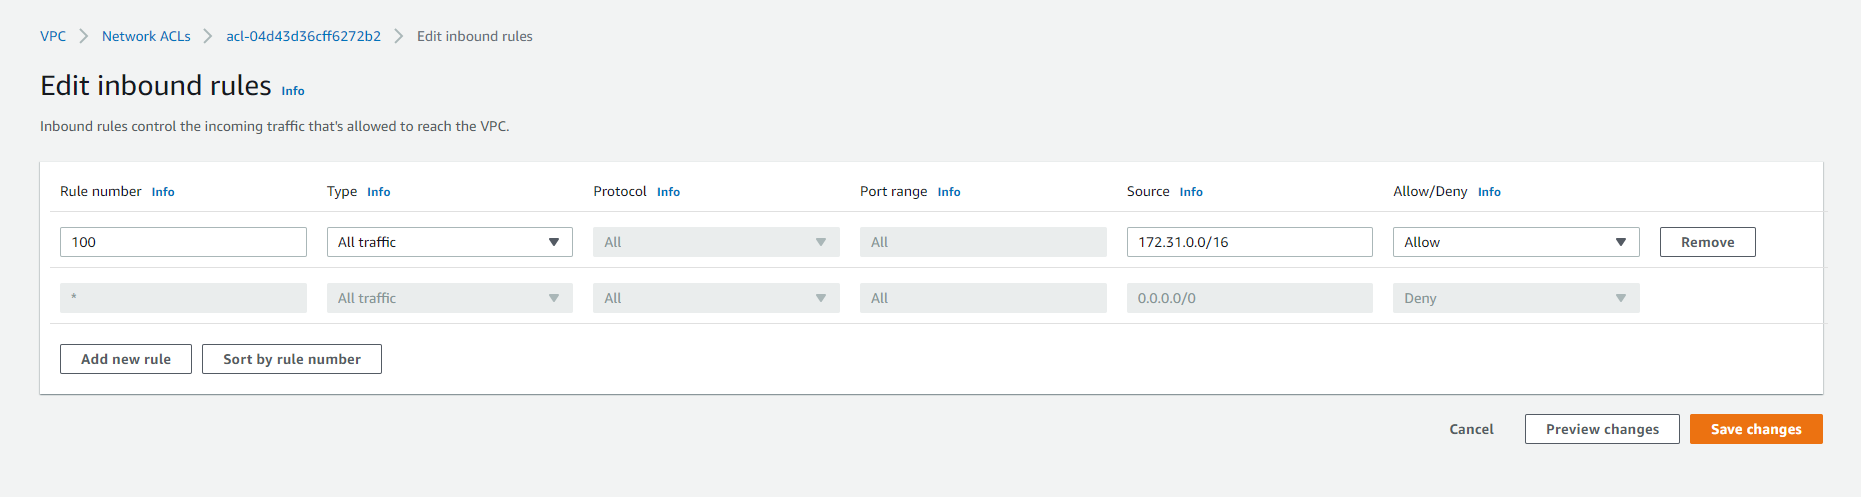 VPC > Network ACLs > acl-04d43d36cff6272b2 > Edit inbound rules
Edit inbound rules Info
Inbound rules control the incoming traffic that's allowed to reach the VPC.
Rule number Info Type Info Protocol Info Port range Info Source Info Allow/Deny Info
100 All traffic All All 172.31.0.0/16 Allow Remove
* All traffic All All 0.0.0.0/0 Deny
Add new rule Sort by rule number
Cancel Preview changes Save changes